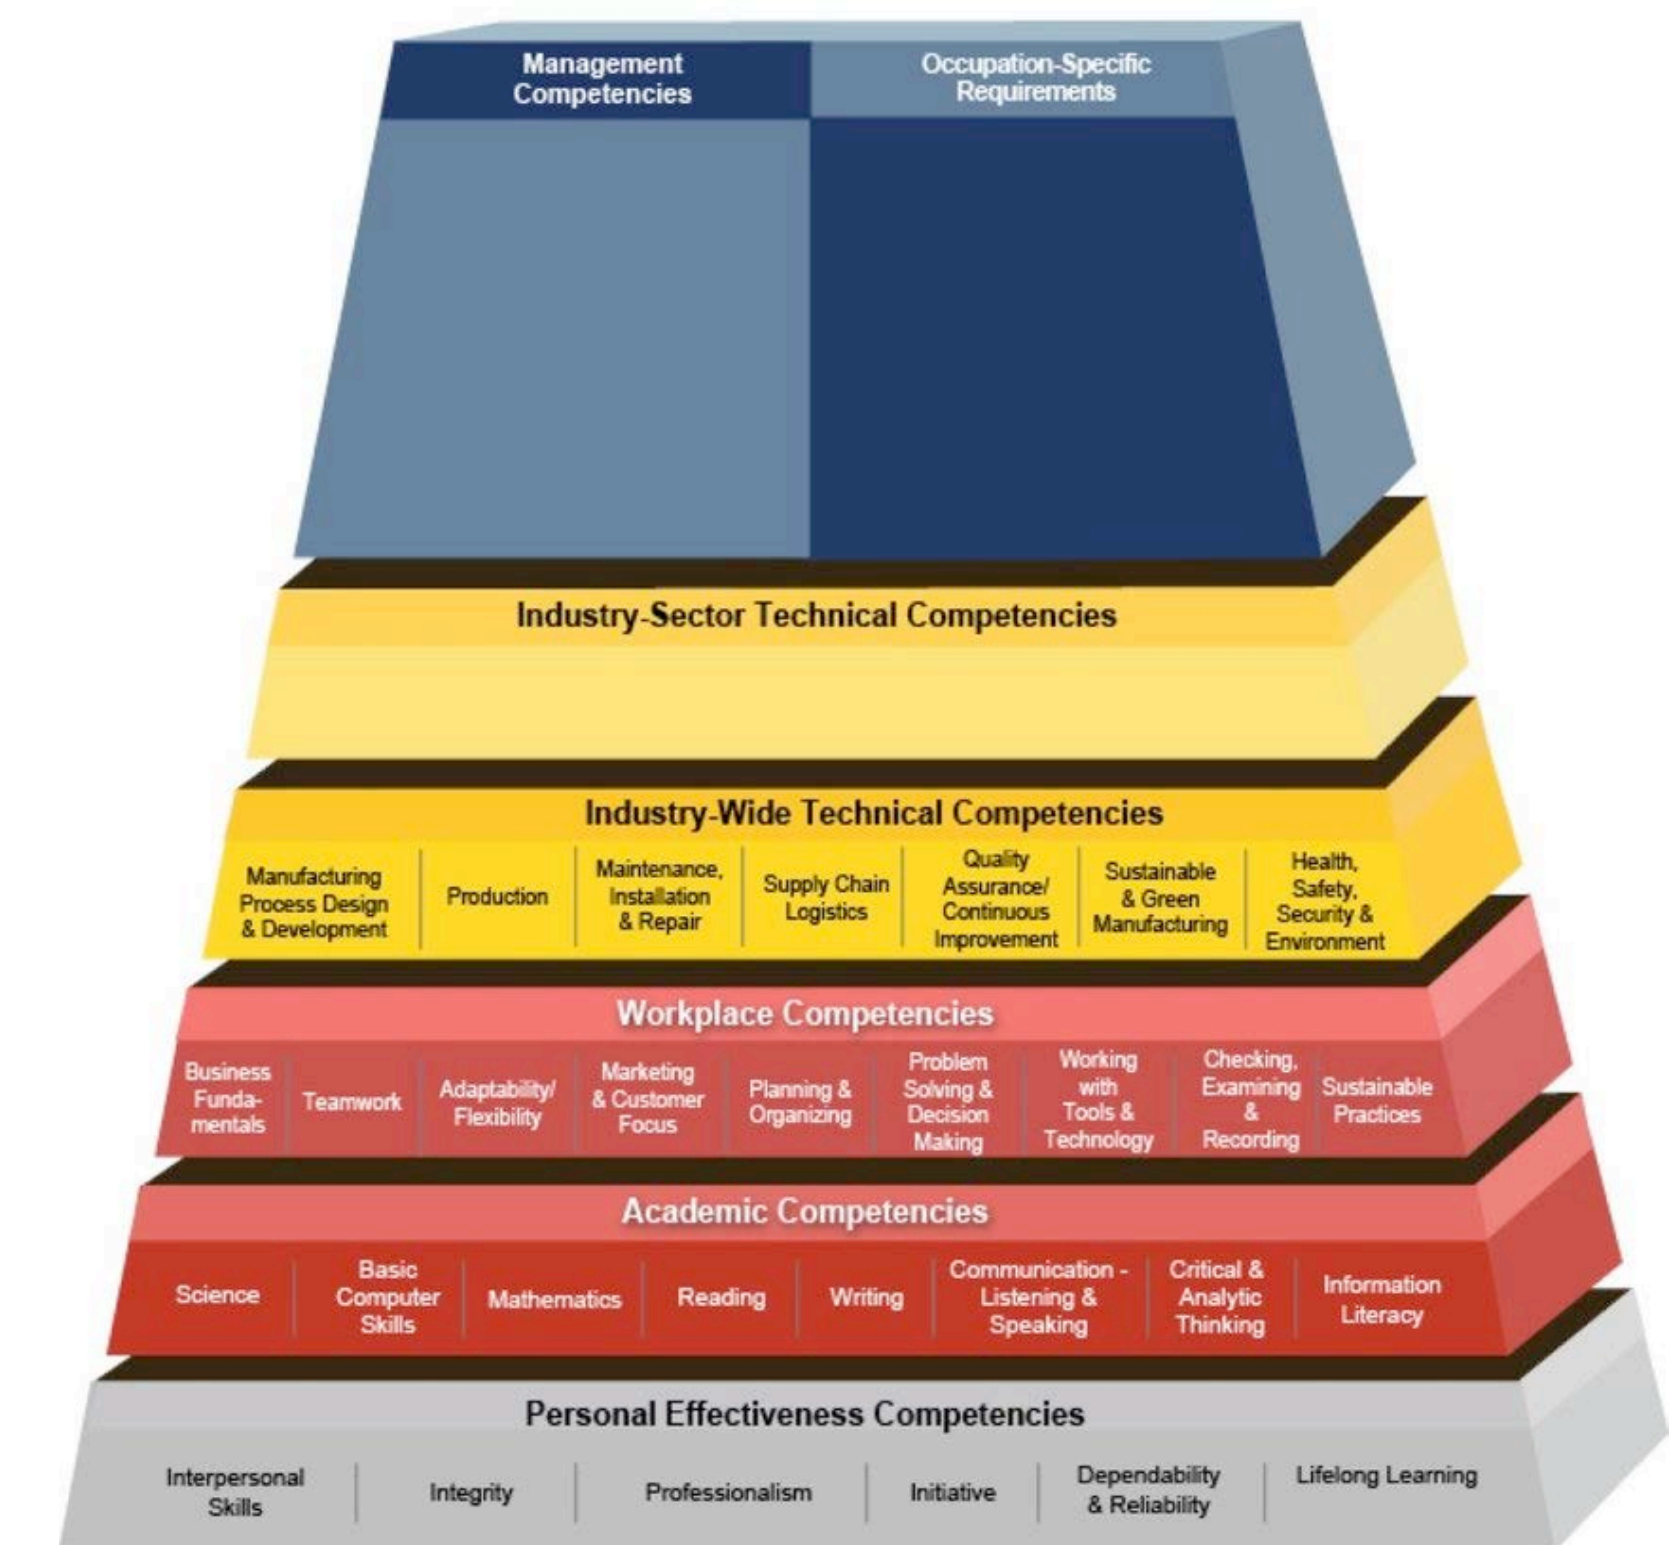 Management
Competencies
Occupation-Specific
Requirements
Industry-Sector Technical Competencies
Industry-Wide Technical Competencies
Manufacturing
Process Design
& Development
Production
Maintenance,
Installation
& Repair
Supply Chain
Logistics
Quality
Assurance/
Continuous
Improvement
Sustainable
& Green
Manufacturing
Health,
Safety,
Security &
Environment
Workplace Competencies
Business
Funda-
mentals
Teamwork
Adaptability/
Flexibility
Marketing
& Customer
Focus
Planning &
Organizing
Problem
Solving &
Decision
Making
Working
with
Tools &
Technology
Checking,
Examining
&
Recording
Sustainable
Practices
Academic Competencies
Science
Basic
Computer
Skills
Mathematics
Reading
Writing
Communication -
Listening &
Speaking
Critical &
Analytic
Thinking
Information
Literacy
Personal Effectiveness Competencies
Interpersonal
Skills
Integrity
Professionalism
Initiative
Dependability
& Reliability
Lifelong Learning